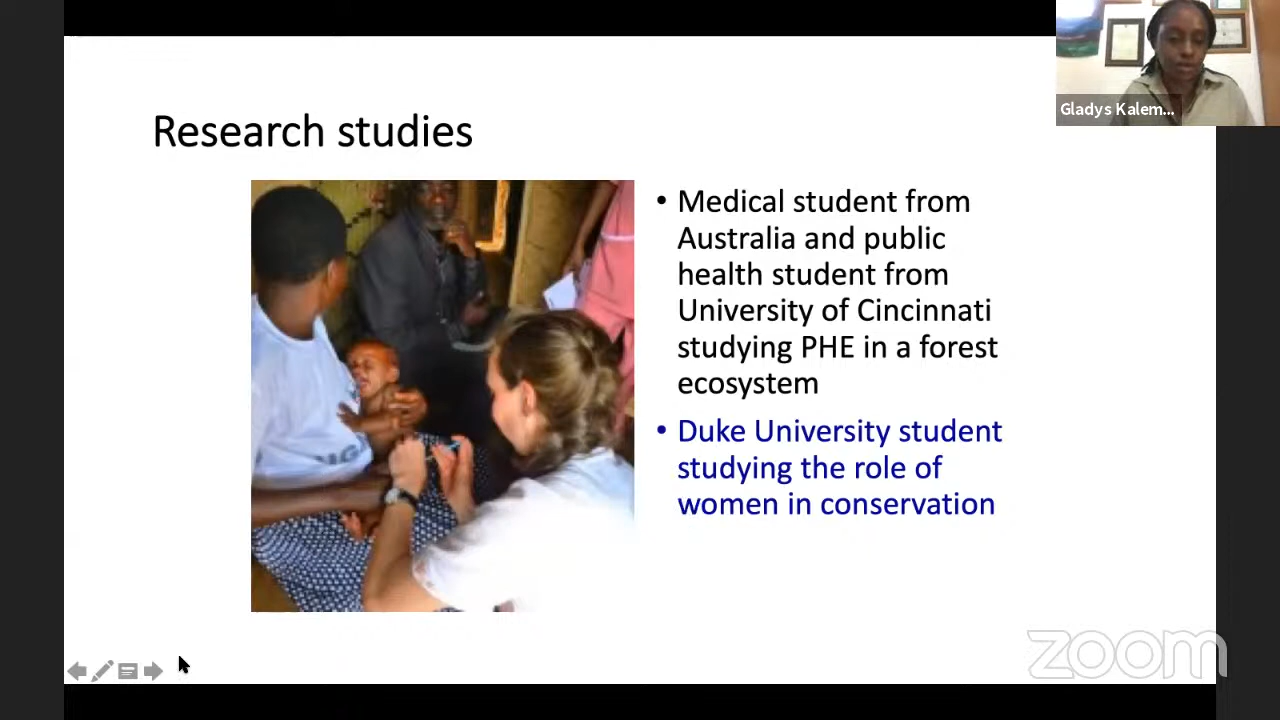 Gladys Kalem...
Research studies
• Medical student from
Australia and public
health student from
University of Cincinnati
studying PHE in a forest
ecosystem
• Duke University student
studying the role of
women in conservation
zoom